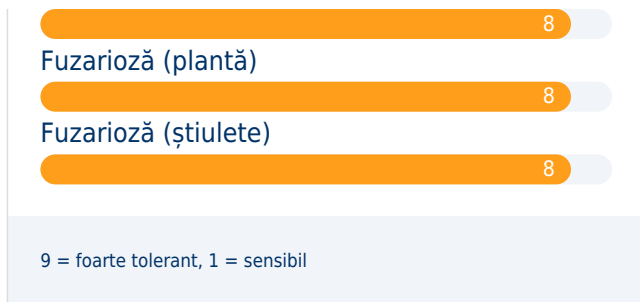 8
Fuzarioză (plantă)
8
Fuzarioză (știulete)
8
9 = foarte tolerant, 1 = sensibil